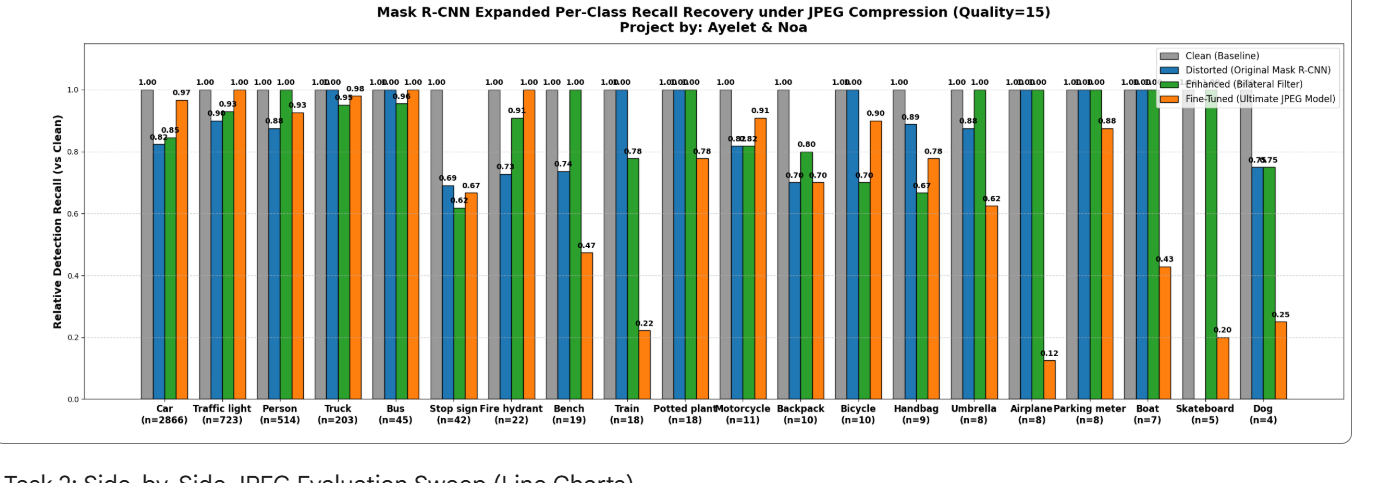 Mask R-CNN Expanded Per-Class Recall Recovery under JPEG Compression (Quality=15)
Project by: Ayelet & Noa
Relative Detection Recall (vs Clean)
1.0
0.8
0.6
0.4
0.2
0.0
Clean (Baseline)
Distorted (Original Mask R-CNN)
Enhanced (Bilateral Filter)
Fine-Tuned (Ultimate JPEG Model)
1.00 0.82 0.85 0.97
1.00 0.90 0.93 1.00
1.00 0.88 1.00 0.93
1.00 1.00 0.95 0.98
1.00 1.00 0.96 1.00
1.00 0.69 0.62 0.67
1.00 0.73 0.91 1.00
1.00 0.74 1.00 0.47
1.00 1.00 0.78 0.22
1.00 1.00 1.00 0.78
1.00 0.82 0.82 0.91
1.00 0.70 0.80 0.70
1.00 1.00 0.70 0.90
1.00 0.89 0.67 0.78
1.00 0.88 1.00 0.62
1.00 1.00 1.00 0.12
1.00 1.00 1.00 0.88
1.00 1.00 1.00 0.43
0.20
0.75 0.75 0.25
Car Traffic light Person Truck Bus Stop sign Fire hydrant Bench Train Potted plant Motorcycle Backpack Bicycle Handbag Umbrella Airplane Parking meter Boat Skateboard Dog
(n=2866) (n=723) (n=514) (n=203) (n=45) (n=42) (n=22) (n=19) (n=18) (n=18) (n=11) (n=10) (n=10) (n=9) (n=8) (n=8) (n=8) (n=7) (n=5) (n=4)
Task 2: Side-by-Side JPEG Evaluation Sweep (Line Charts)